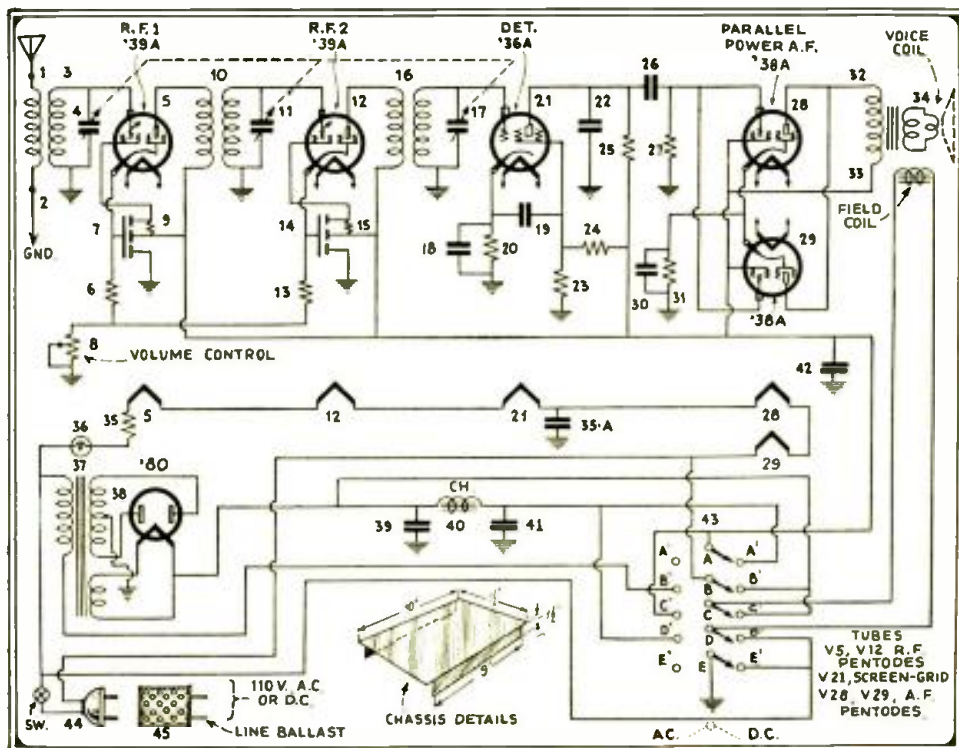 R.F.1
'39A
R.F.2
'39A
DET.
'36A
PARALLEL
POWER A.F.
'38A
VOICE
COIL
1
3
4
5
10
11
12
16
17
21
22
26
25
27
28
32
34
2
33
FIELD
COIL
7
9
14
15
18
20
19
24
29
GND.
6
13
23
30
31
'38A
8
VOLUME CONTROL
42
35
5
12
21
35-A
28
36
29
37
'80
38
CH
39
40
41
43
A'
A
A'
B'
B
B'
C'
C
C'
D'
D
D'
E'
E
E'
10"
1½"
9
TUBES
V5, V12 R.F.
PENTODES
V21, SCREEN-GRID
V28, V29, A.F.
PENTODES
SW.
44
45
110 V. A.C.
OR D.C.
LINE BALLAST
CHASSIS DETAILS
A.C.
D.C.